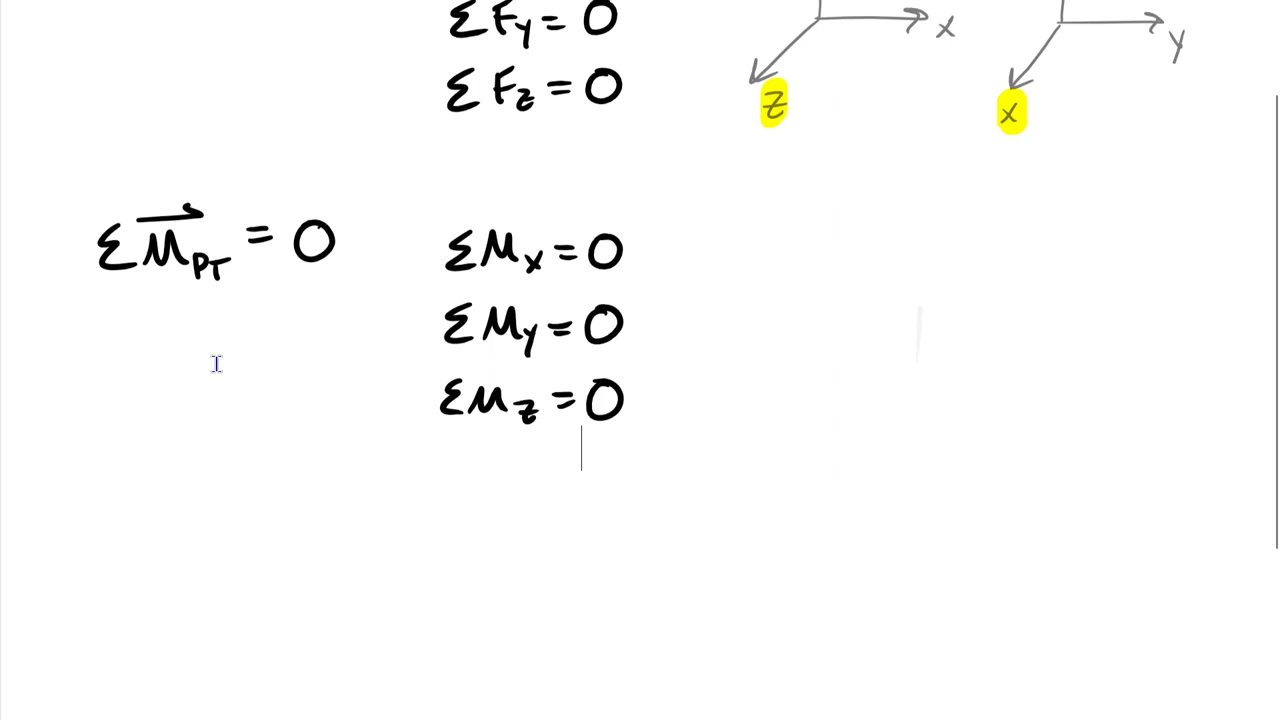 ΣFy = 0
ΣFz = 0
x
y
z
x
ΣM⃗PT = 0
ΣMx = 0
ΣMy = 0
ΣMz = 0